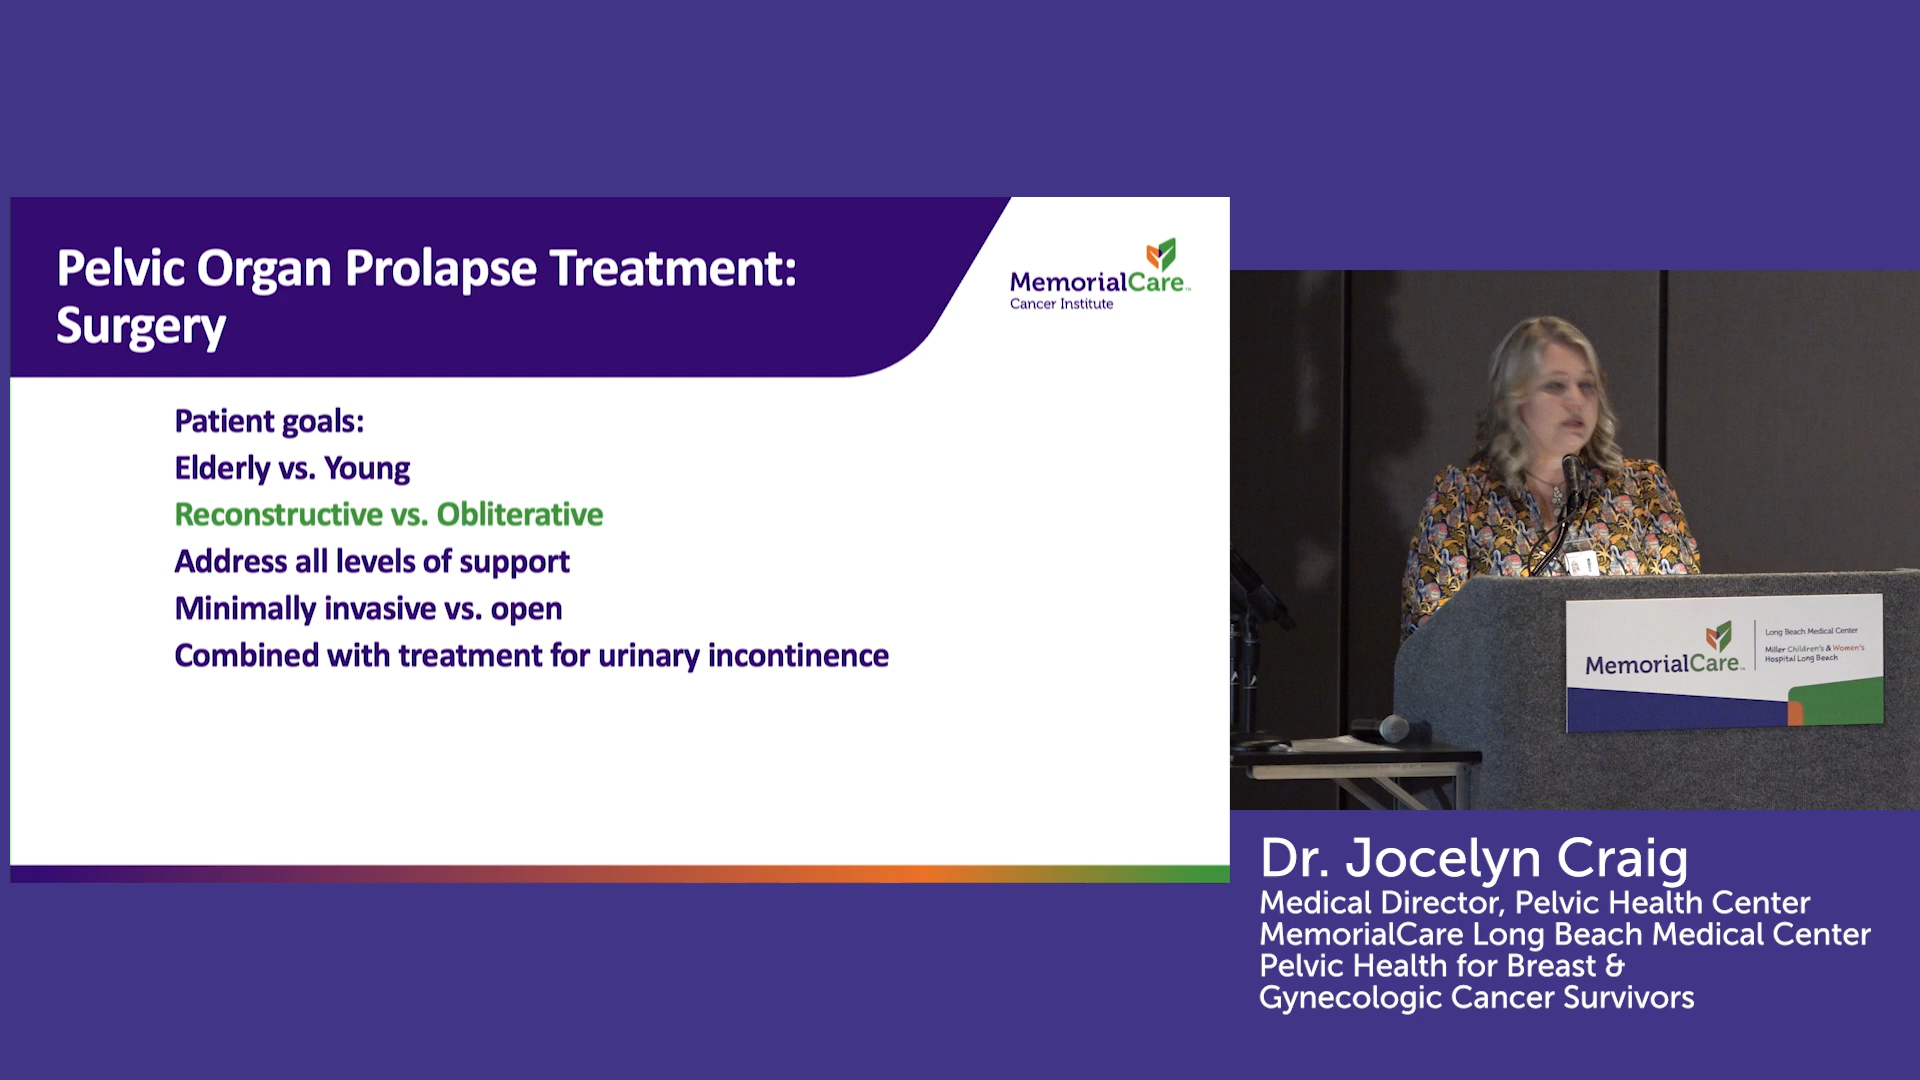 Pelvic Organ Prolapse Treatment:
Surgery
MemorialCare™
Cancer Institute
Patient goals:
Elderly vs. Young
Reconstructive vs. Obliterative
Address all levels of support
Minimally invasive vs. open
Combined with treatment for urinary incontinence
MemorialCare™
Long Beach Medical Center
Miller Children's & Women's
Hospital Long Beach
Dr. Jocelyn Craig
Medical Director, Pelvic Health Center
MemorialCare Long Beach Medical Center
Pelvic Health for Breast &
Gynecologic Cancer Survivors